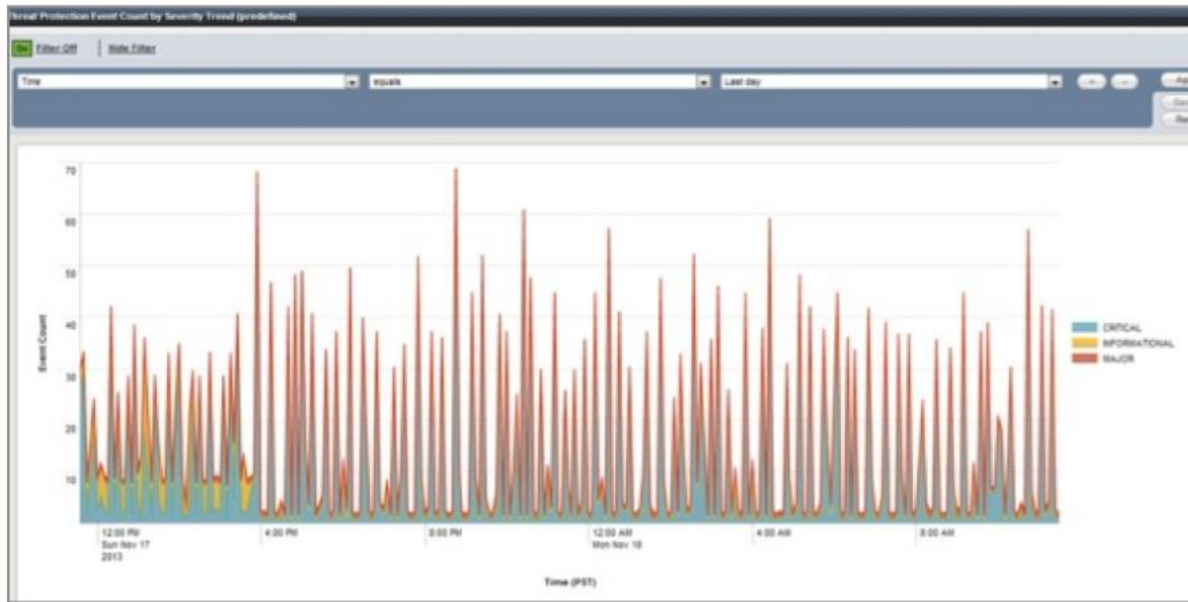 Threat Protection Event Count by Severity Trend (predefined)
On Filter Off Hide Filter
Time equals Last day + -
70
60
50
40
30
20
10
Event Count
CRITICAL
INFORMATIONAL
MAJOR
12:00 PM 4:00 PM 8:00 PM 12:00 AM 4:00 AM 8:00 AM
Sun Nov 17 Mon Nov 18
2013
Time (PST)